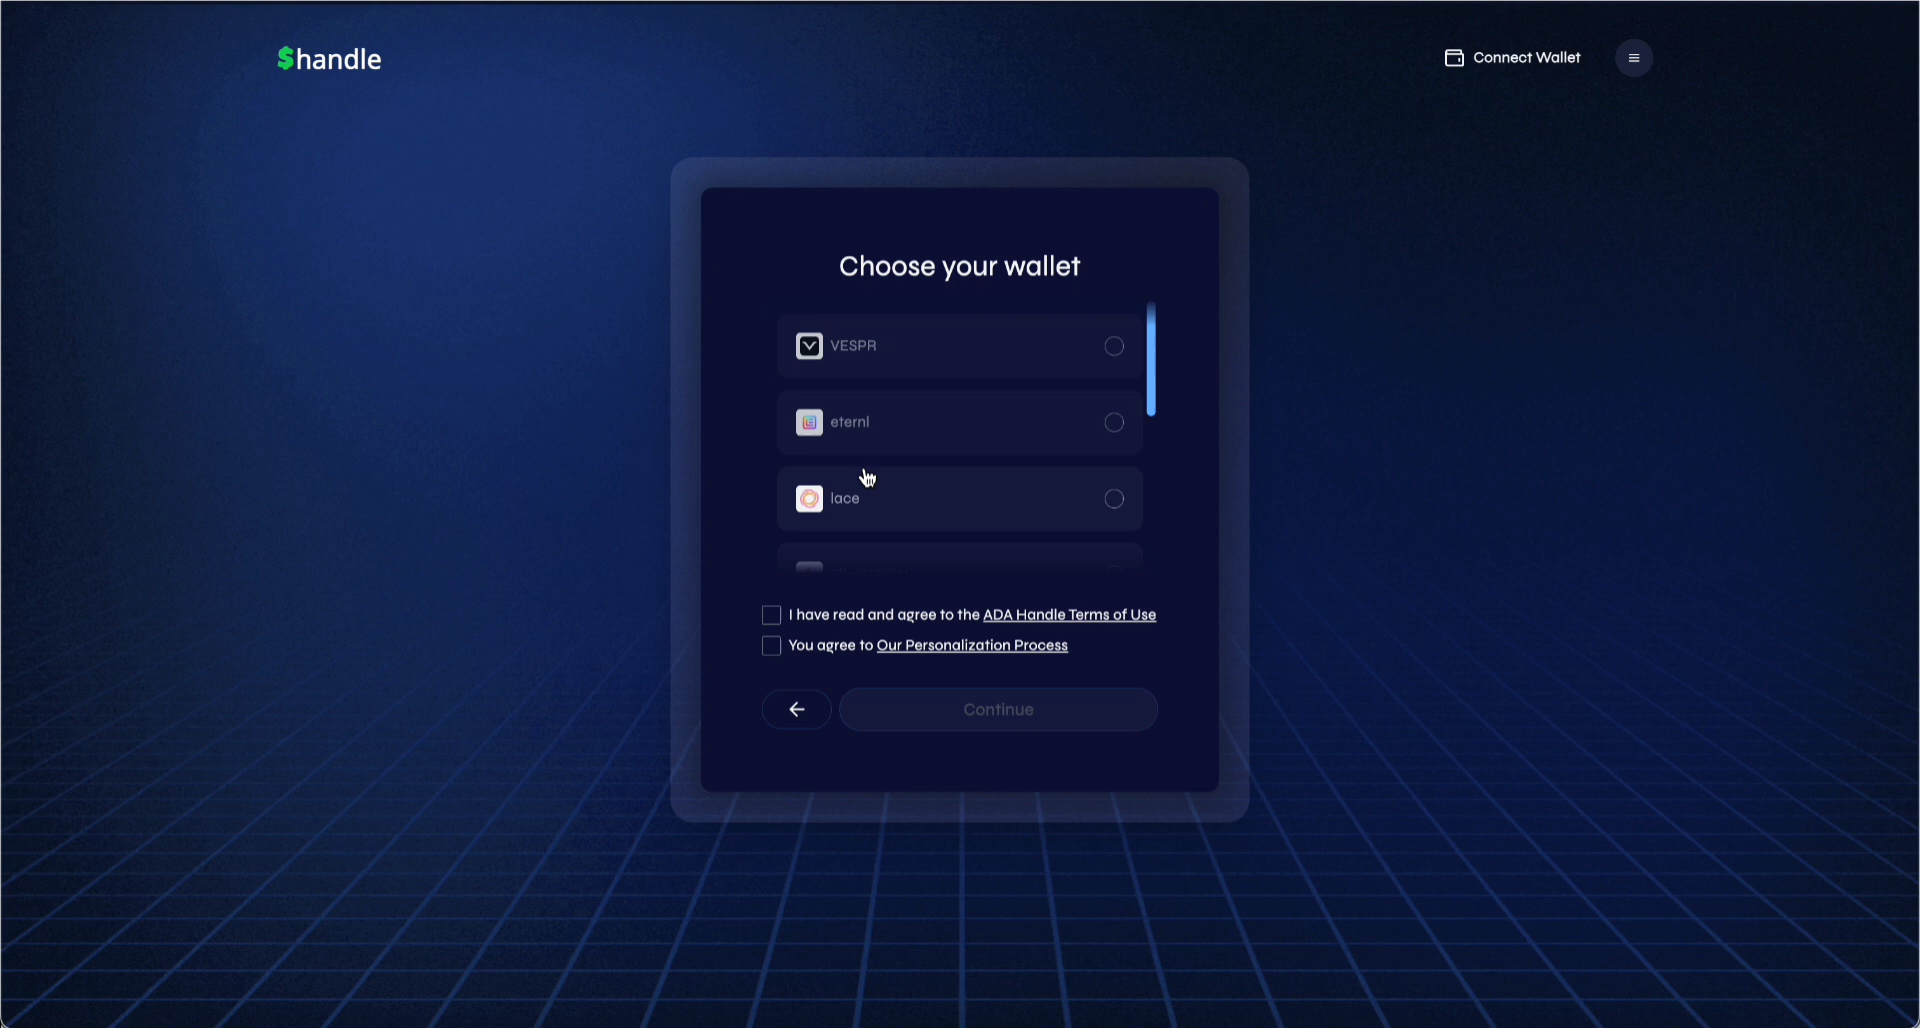 $handle
Connect Wallet
Choose your wallet
VESPR
eternl
lace
I have read and agree to the ADA Handle Terms of Use
You agree to Our Personalization Process
Continue